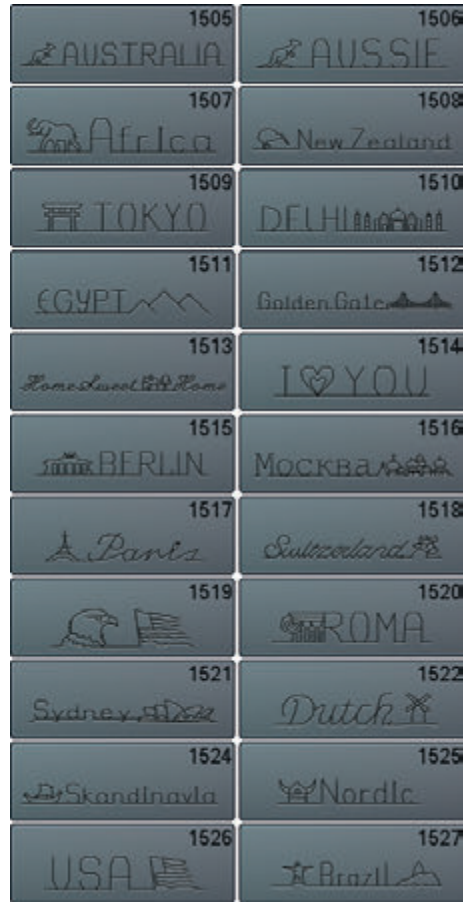 1505
AUSTRALIA
1506
AUSSIE
1507
Africa
1508
New Zealand
1509
TOKYO
1510
DELHI
1511
EGYPT
1512
Golden Gate
1513
Home Sweet Home
1514
I YOU
1515
BERLIN
1516
Москва
1517
Paris
1518
Switzerland
1519
1520
ROMA
1521
Sydney
1522
Dutch
1524
Skandinavia
1525
Nordic
1526
USA
1527
Brazil